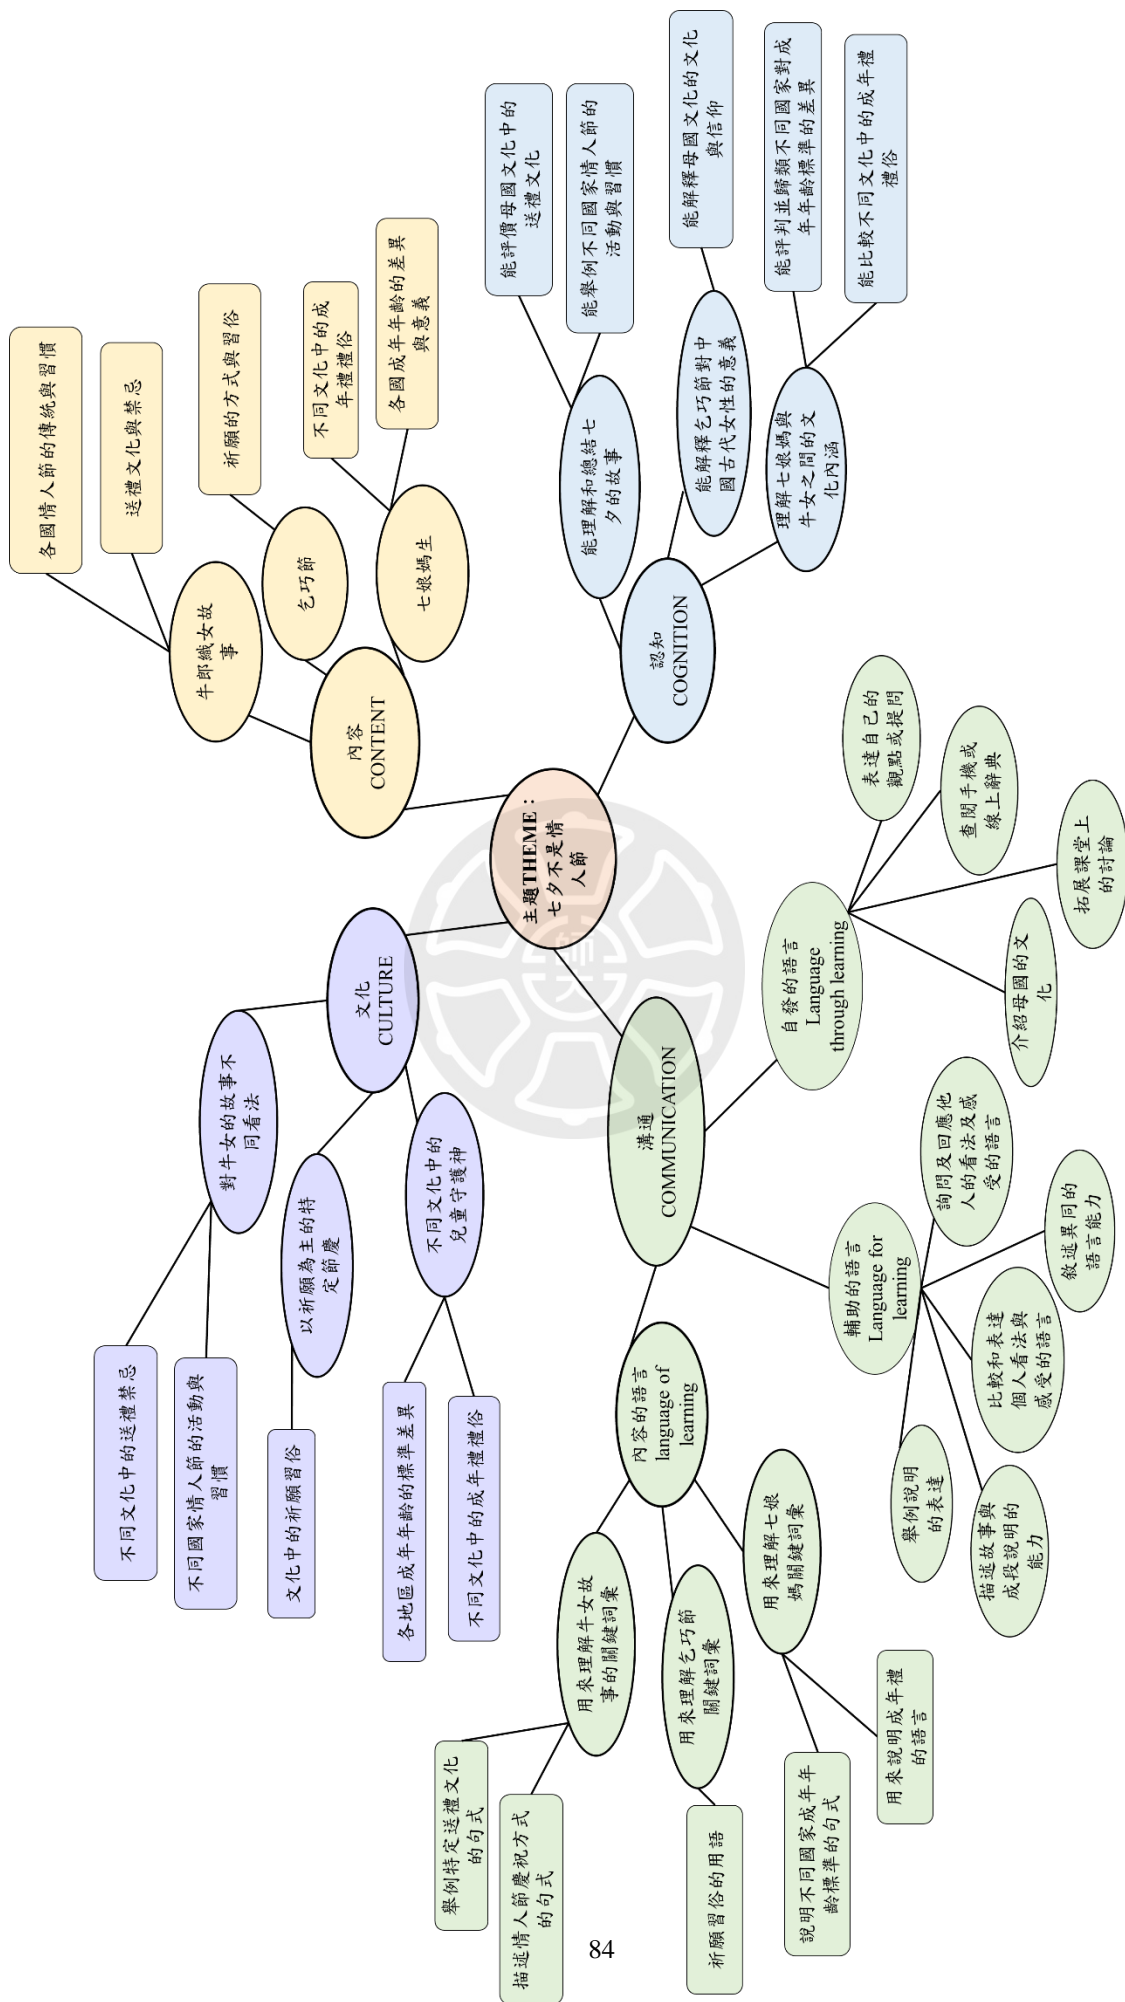 主題THEME：
七夕不是情
人節
內容
CONTENT
牛郎織女故
事
各國情人節的傳統與習慣
送禮文化與禁忌
乞巧節
祈願的方式與習俗
七娘媽生
不同文化中的成
年禮禮俗
各國成年年齡的差異
與意義
認知
COGNITION
能理解和總結七
夕的故事
能評價母國文化中的
送禮文化
能舉例不同國家情人節的
活動與習慣
能解釋乞巧節對中
國古代女性的意義
能解釋母國文化的文化
與信仰
理解七娘媽與
牛女之間的文
化內涵
能評判並歸類不同國家對成
年年齡標準的差異
能比較不同文化中的成年禮
禮俗
文化
CULTURE
對牛女的故事不
同看法
不同文化中的送禮禁忌
不同國家情人節的活動與
習慣
以祈願為主的特
定節慶
文化中的祈願習俗
不同文化中的
兒童守護神
各地區成年年齡的標準差異
不同文化中的成年禮禮俗
溝通
COMMUNICATION
內容的語言
language of
learning
用來理解牛女故
事的關鍵詞彙
舉例特定送禮文化
的句式
描述情人節慶祝方式
的句式
用來理解乞巧節
關鍵詞彙
祈願習俗的用語
用來理解七娘
媽關鍵詞彙
說明不同國家成年年
齡標準的句式
用來說明成年禮
的語言
輔助的語言
Language for
learning
舉例說明
的表達
描述故事與
成段說明的
能力
比較和表達
個人看法與
感受的語言
敘述異同的
語言能力
詢問及回應他
人的看法及感
受的語言
自發的語言
Language
through learning
表達自己的
觀點或提問
查閱手機或
線上辭典
拓展課堂上
的討論
介紹母國的文
化
84